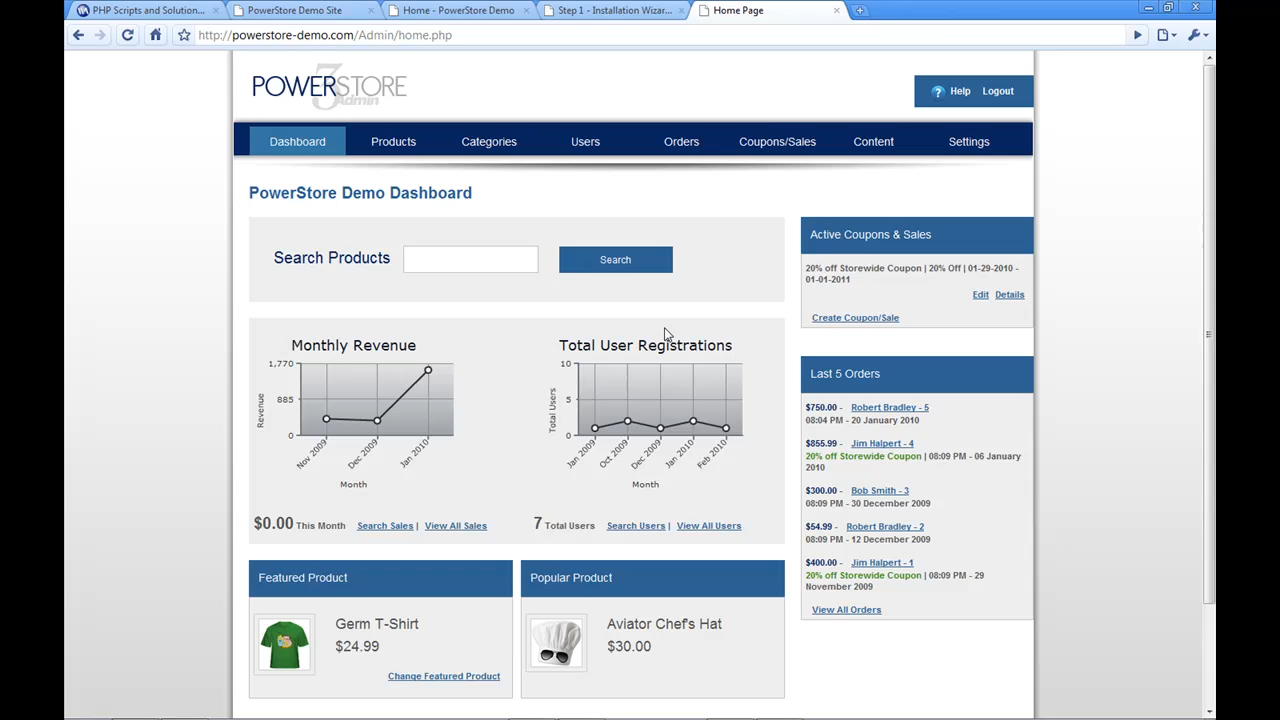 PHP Scripts and Solution...
PowerStore Demo Site
Home - PowerStore Demo
Step 1 - Installation Wizar...
Home Page
http://powerstore-demo.com/Admin/home.php
POWERSTORE
3
Admin
? Help Logout
Dashboard Products Categories Users Orders Coupons/Sales Content Settings
PowerStore Demo Dashboard
Search Products
Search
Monthly Revenue
1,770
885
0
Revenue
Nov 2009
Dec 2009
Jan 2010
Month
$0.00 This Month Search Sales | View All Sales
Total User Registrations
10
5
0
Total Users
Jan 2009
Oct 2009
Dec 2009
Jan 2010
Feb 2010
Month
7 Total Users Search Users | View All Users
Featured Product
Germ T-Shirt
$24.99
Change Featured Product
Popular Product
Aviator Chef's Hat
$30.00
Active Coupons & Sales
20% off Storewide Coupon | 20% Off | 01-29-2010 -
01-01-2011
Edit Details
Create Coupon/Sale
Last 5 Orders
$750.00 - Robert Bradley - 5
08:04 PM - 20 January 2010
$855.99 - Jim Halpert - 4
20% off Storewide Coupon | 08:09 PM - 06 January
2010
$300.00 - Bob Smith - 3
08:09 PM - 30 December 2009
$54.99 - Robert Bradley - 2
08:09 PM - 12 December 2009
$400.00 - Jim Halpert - 1
20% off Storewide Coupon | 08:09 PM - 29
November 2009
View All Orders